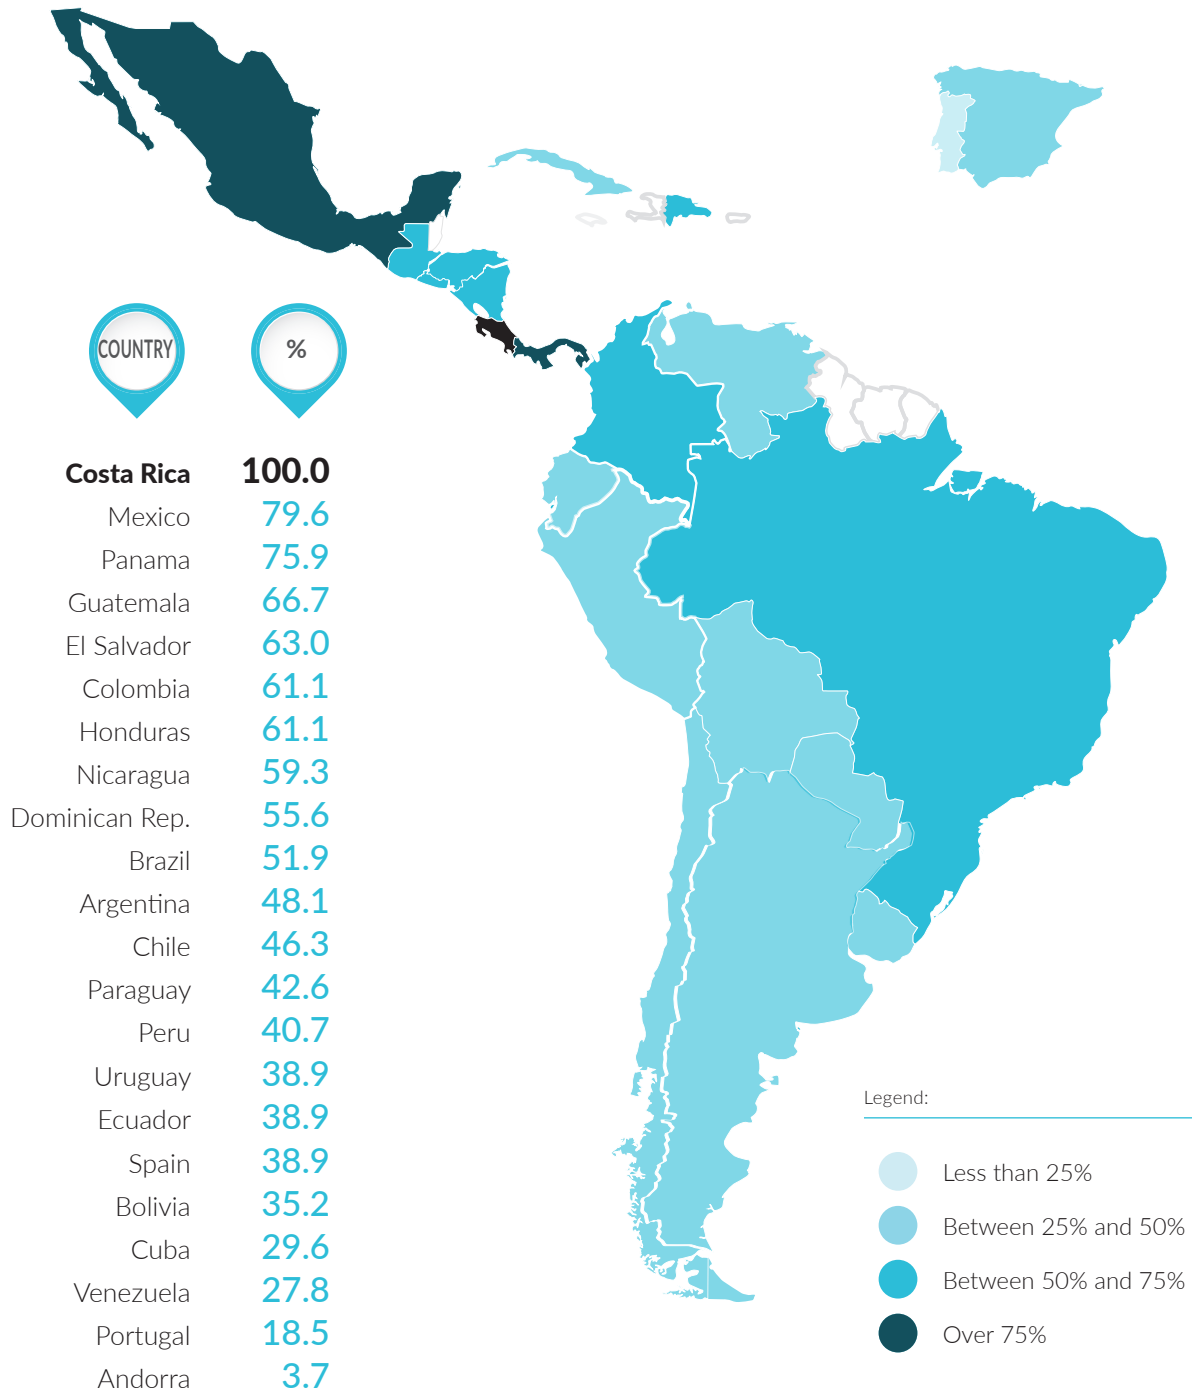 COUNTRY %
Costa Rica 100.0
Mexico 79.6
Panama 75.9
Guatemala 66.7
El Salvador 63.0
Colombia 61.1
Honduras 61.1
Nicaragua 59.3
Dominican Rep. 55.6
Brazil 51.9
Argentina 48.1
Chile 46.3
Paraguay 42.6
Peru 40.7
Uruguay 38.9
Ecuador 38.9
Spain 38.9
Bolivia 35.2
Cuba 29.6
Venezuela 27.8
Portugal 18.5
Andorra 3.7
Legend:
Less than 25%
Between 25% and 50%
Between 50% and 75%
Over 75%